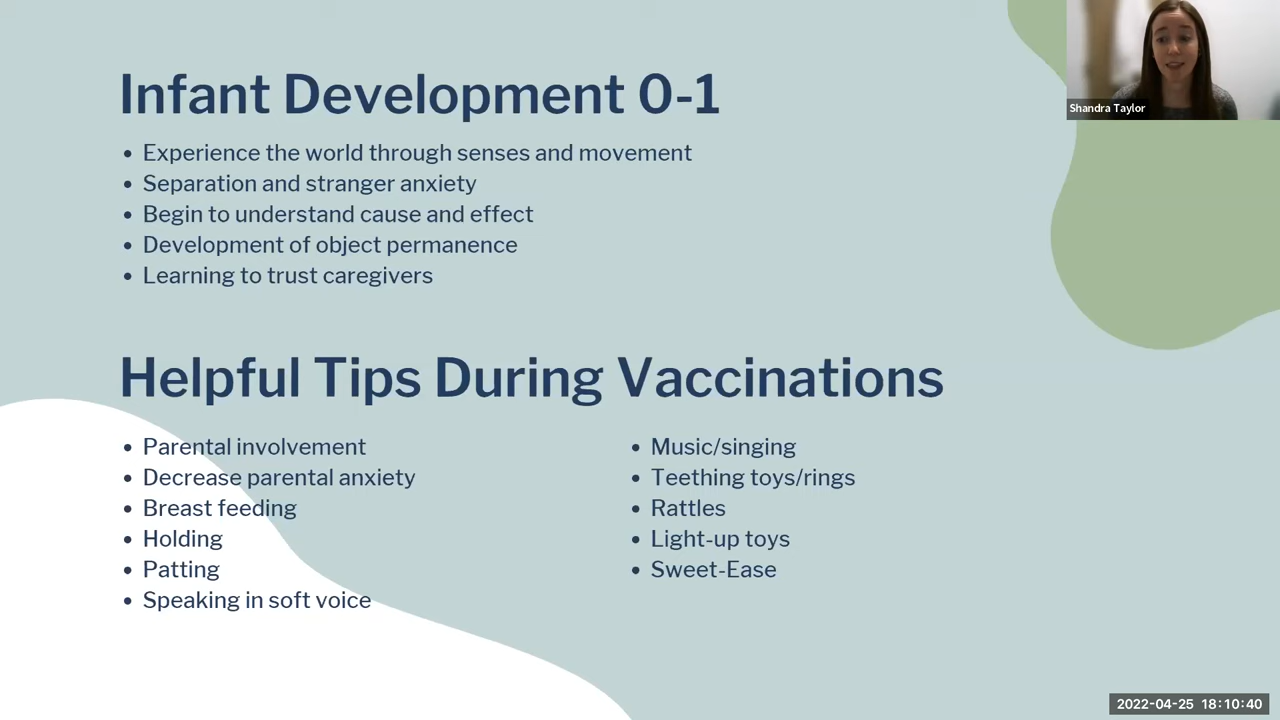 Infant Development 0-1
• Experience the world through senses and movement
• Separation and stranger anxiety
• Begin to understand cause and effect
• Development of object permanence
• Learning to trust caregivers
Helpful Tips During Vaccinations
• Parental involvement
• Decrease parental anxiety
• Breast feeding
• Holding
• Patting
• Speaking in soft voice
• Music/singing
• Teething toys/rings
• Rattles
• Light-up toys
• Sweet-Ease
Shandra Taylor
2022-04-25 18:10:40